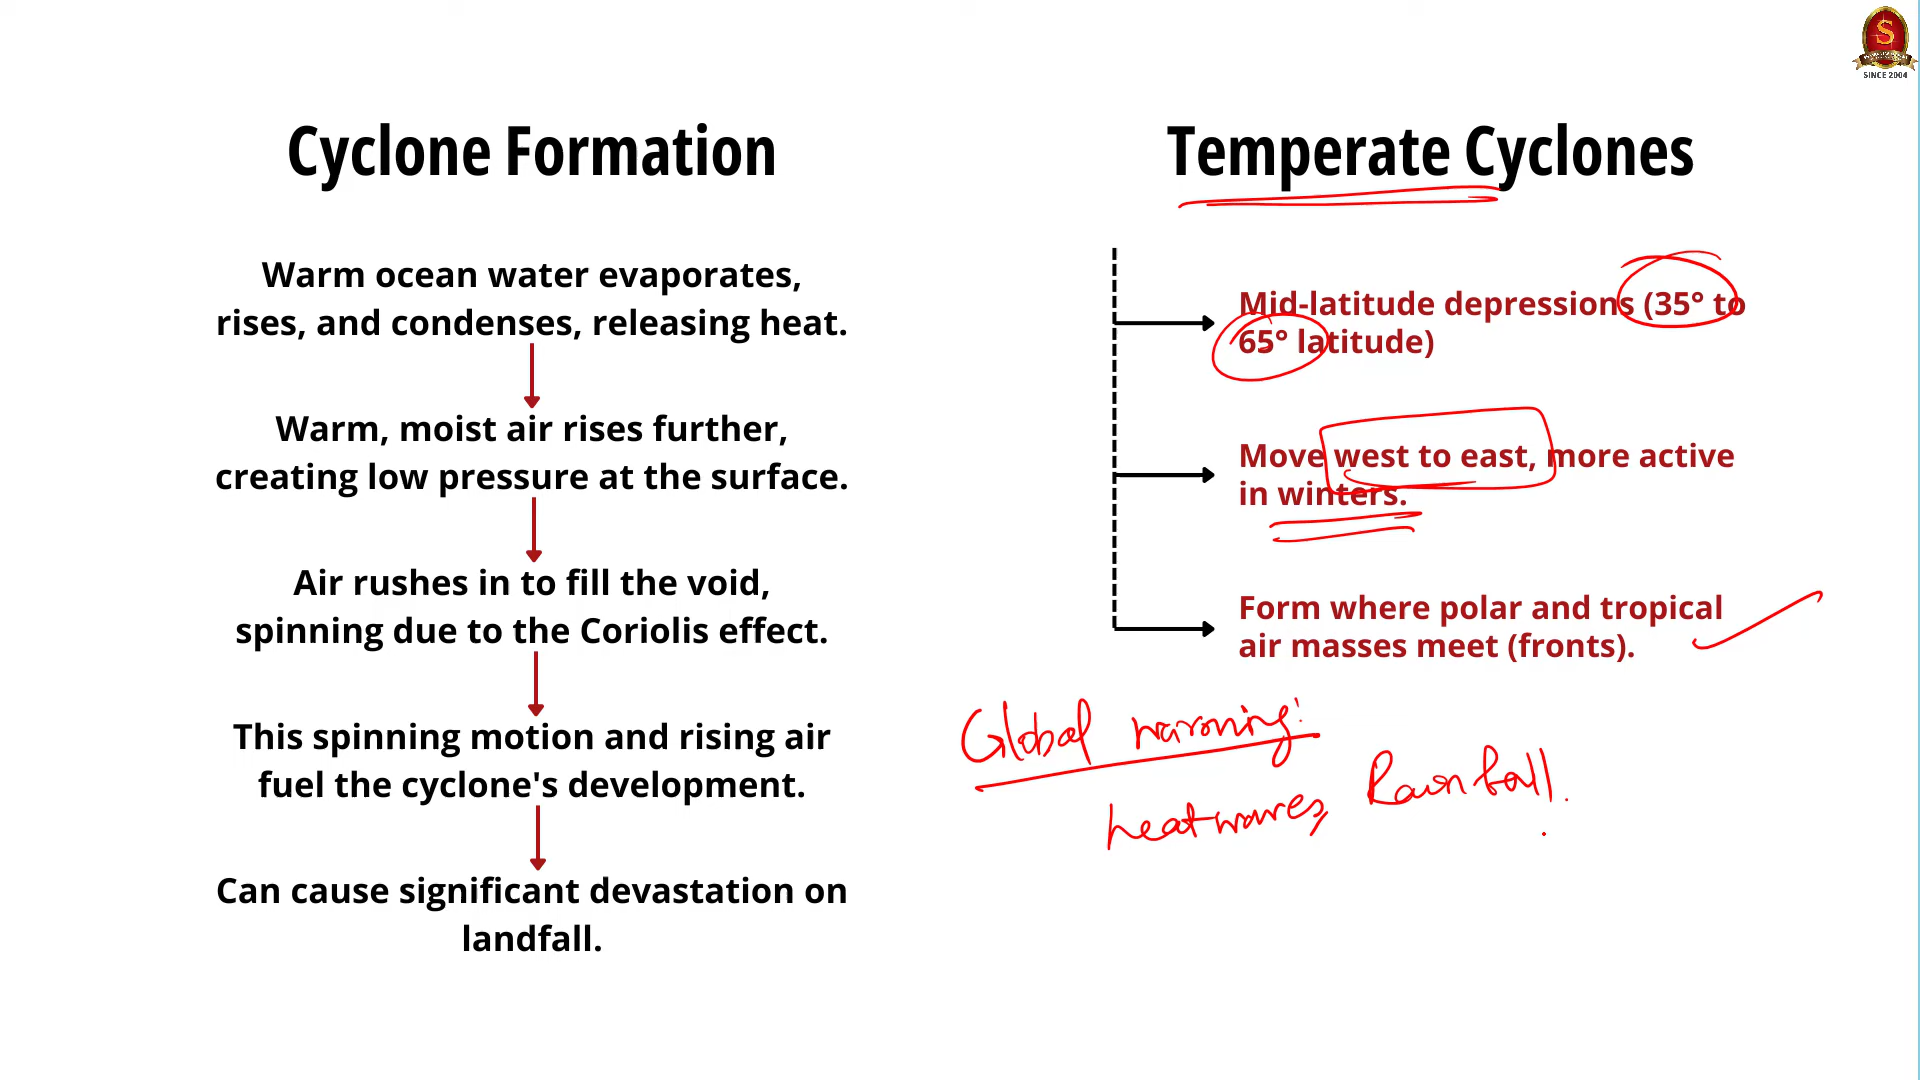 S
SINCE 2004
Cyclone Formation
Warm ocean water evaporates,
rises, and condenses, releasing heat.
Warm, moist air rises further,
creating low pressure at the surface.
Air rushes in to fill the void,
spinning due to the Coriolis effect.
This spinning motion and rising air
fuel the cyclone's development.
Can cause significant devastation on
landfall.
Temperate Cyclones
Mid-latitude depressions (35° to
65° latitude)
Move west to east, more active
in winters.
Form where polar and tropical
air masses meet (fronts).
Global warming:
heatwaves, Rainfall.